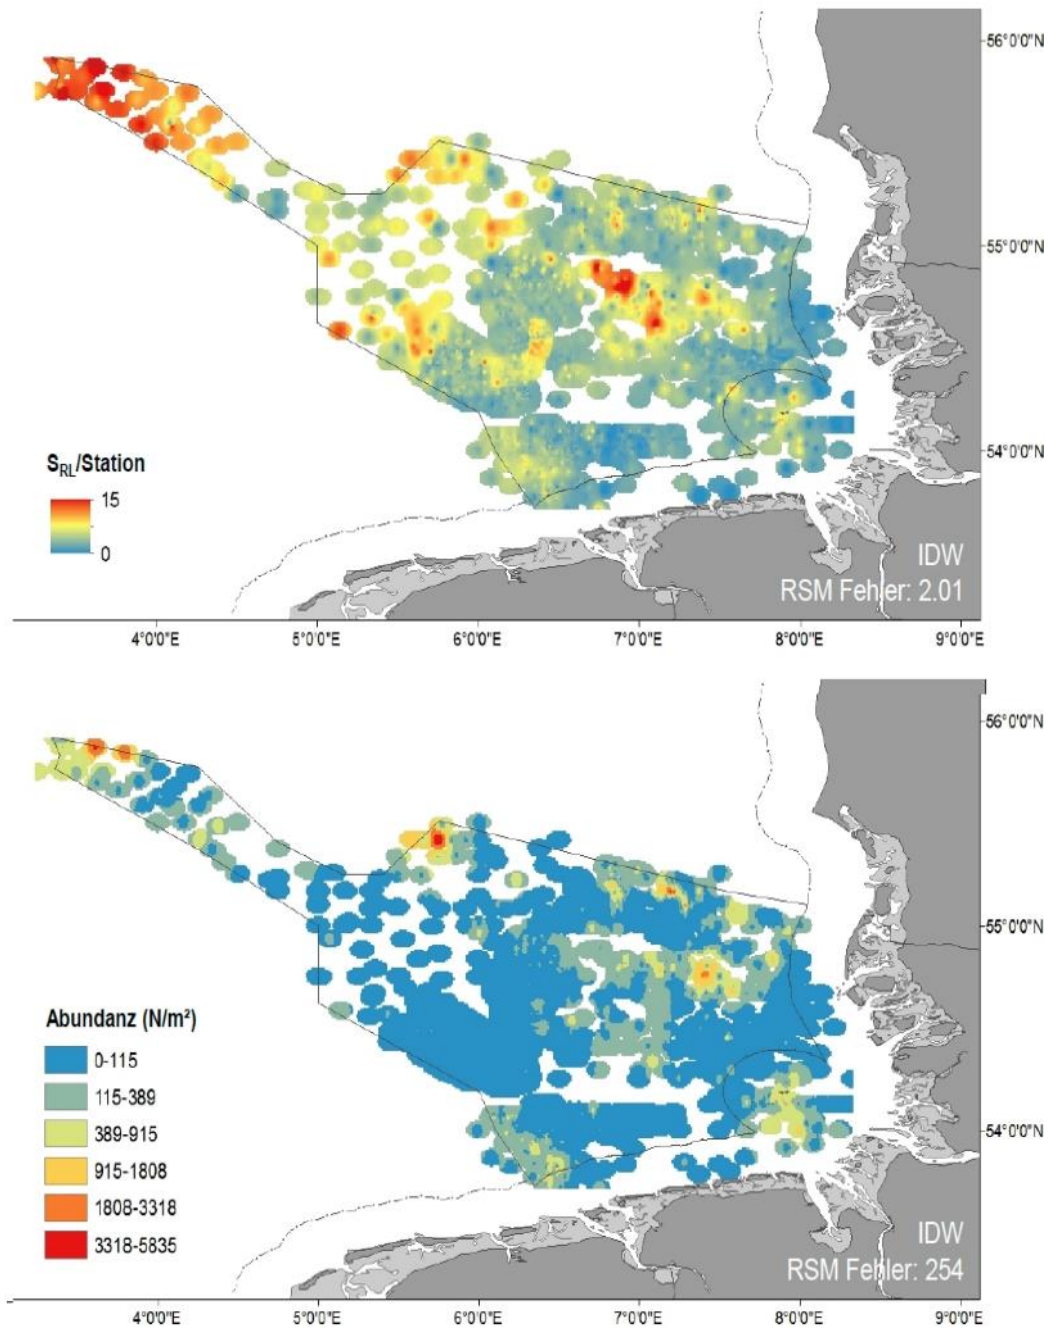 56°0'0"N
55°0'0"N
S_RL/Station
15
0
54°0'0"N
IDW
RSM Fehler: 2.01
4°0'0"E 5°0'0"E 6°0'0"E 7°0'0"E 8°0'0"E 9°0'0"E
56°0'0"N
55°0'0"N
Abundanz (N/m²)
0-115
115-389
389-915
915-1808
1808-3318
3318-5835
54°0'0"N
IDW
RSM Fehler: 254
4°0'0"E 5°0'0"E 6°0'0"E 7°0'0"E 8°0'0"E 9°0'0"E